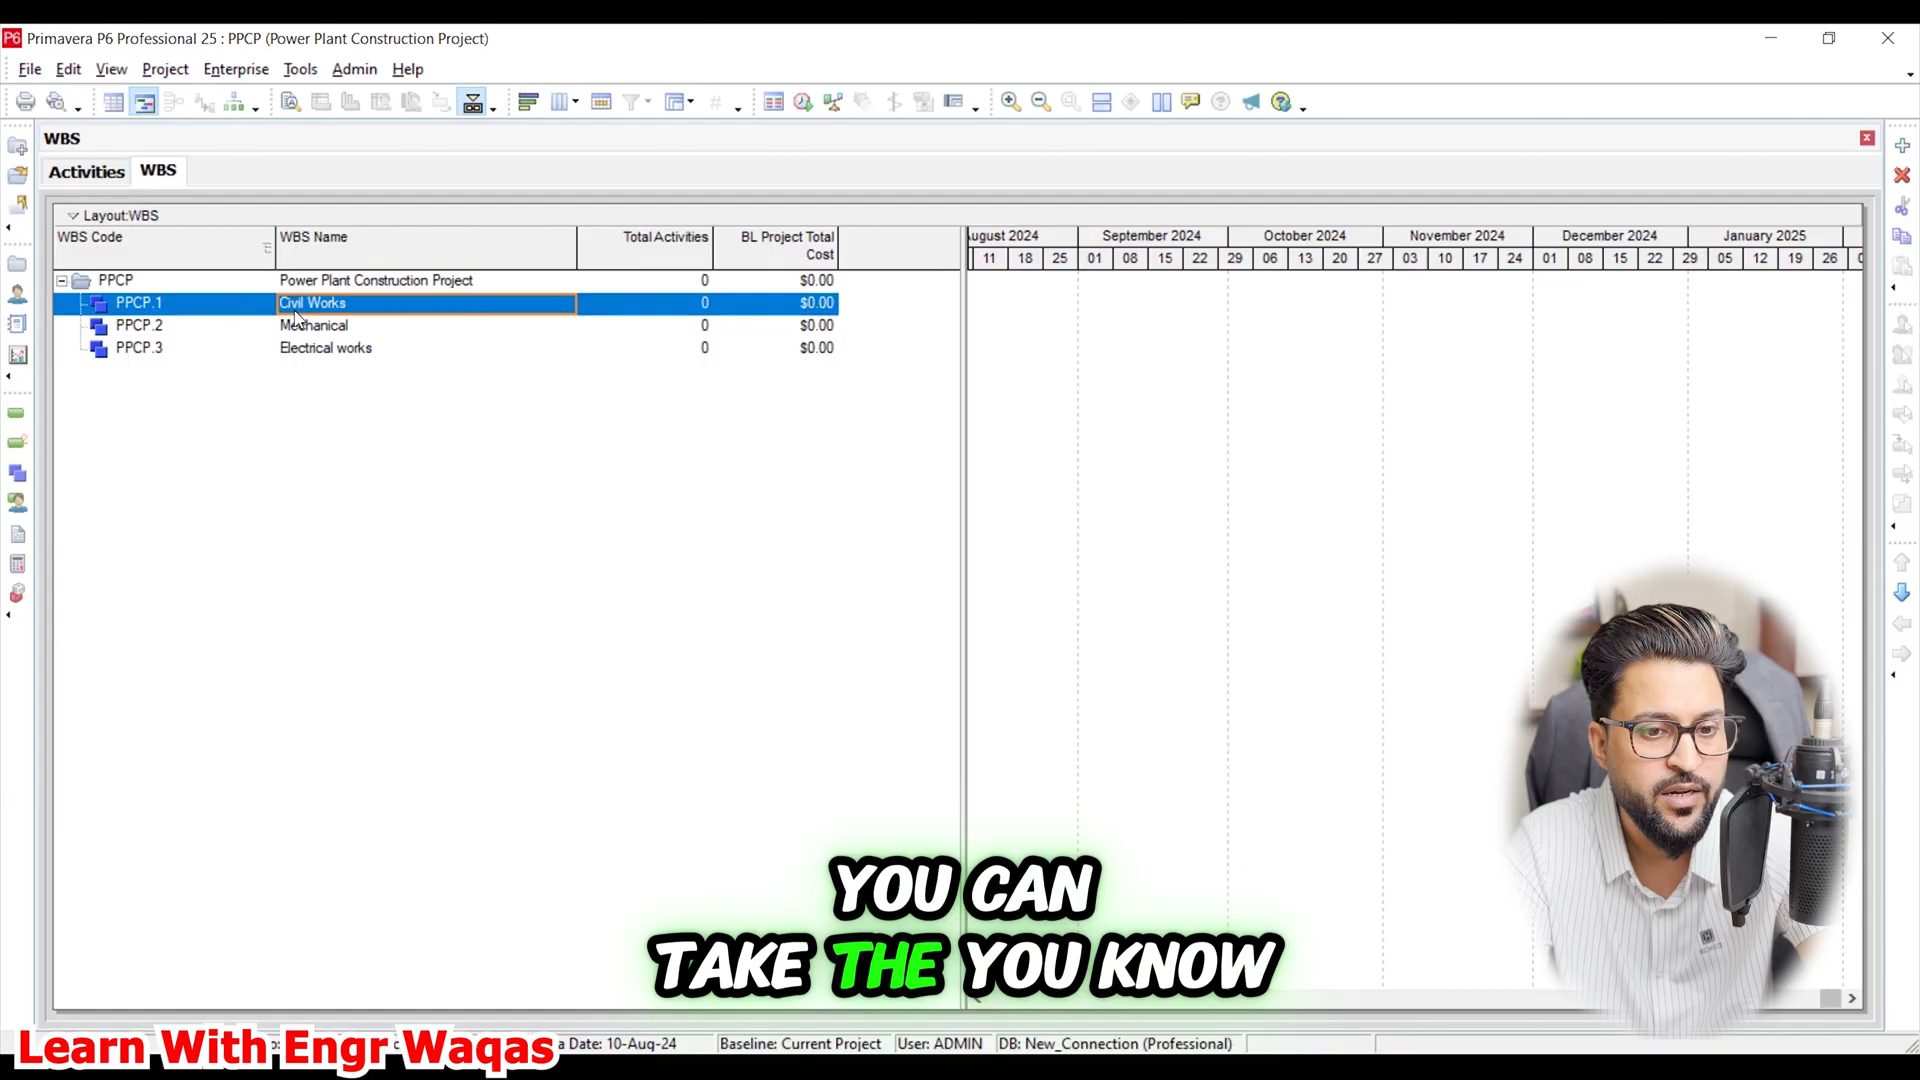 P6 Primavera P6 Professional 25 : PPCP (Power Plant Construction Project)
File Edit View Project Enterprise Tools Admin Help
WBS
Activities WBS
Layout:WBS
WBS Code WBS Name Total Activities BL Project Total Cost
ugust 2024 September 2024 October 2024 November 2024 December 2024 January 2025
11 18 25 01 08 15 22 29 06 13 20 27 03 10 17 24 01 08 15 22 29 05 12 19 26
PPCP Power Plant Construction Project 0 $0.00
PPCP.1 Civil Works 0 $0.00
PPCP.2 Mechanical 0 $0.00
PPCP.3 Electrical works 0 $0.00
YOU CAN
TAKE THE YOU KNOW
Learn With Engr Waqas
a Date: 10-Aug-24 Baseline: Current Project User: ADMIN DB: New_Connection (Professional)